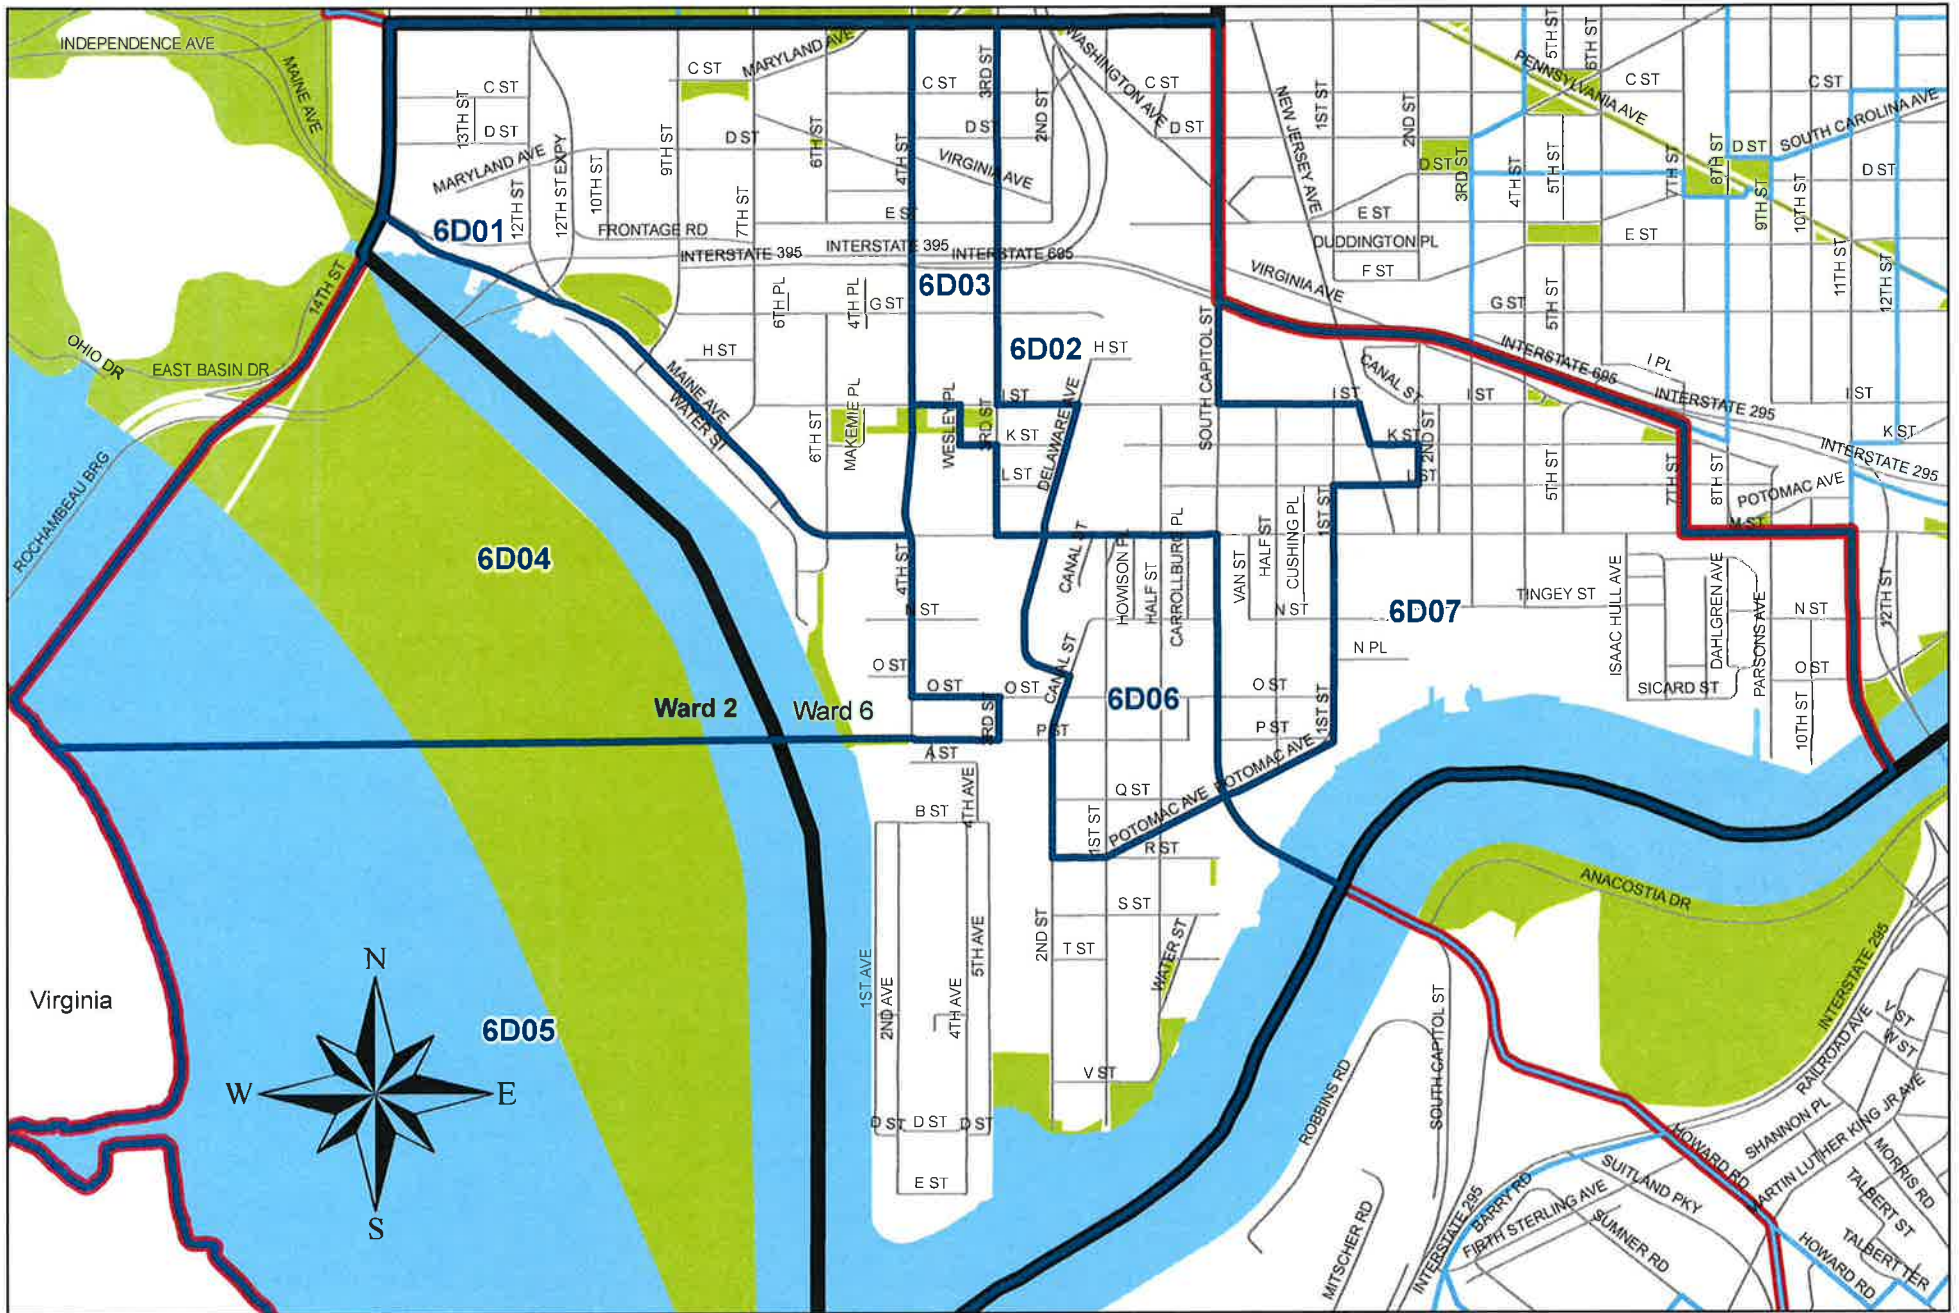 INDEPENDENCE AVE
MAINE AVE
C ST
13TH ST
D ST
MARYLAND AVE
12TH ST
12TH ST EXPY
10TH ST
9TH ST
C ST
MARYLAND AVE
D ST
7TH ST
6TH ST
FRONTAGE RD
C ST
4TH ST
3RD ST
D ST
VIRGINIA AVE
E ST
2ND ST
WASHINGTON AVE
C ST
D ST
NEW JERSEY AVE
1ST ST
2ND ST
D ST
3RD ST
4TH ST
5TH ST
5TH ST
6TH ST
PENNSYLVANIA AVE
C ST
7TH ST
8TH ST
D ST
9TH ST
10TH ST
C ST
SOUTH CAROLINA AVE
D ST
11TH ST
12TH ST
E ST
E ST
DUDDINGTON PL
F ST
6D01
INTERSTATE 395
INTERSTATE 395
INTERSTATE 695
6D03
14TH ST
6TH PL
4TH PL
G ST
VIRGINIA AVE
G ST
5TH ST
SOUTH CAPITOL ST
6D02
H ST
H ST
OHIO DR
EAST BASIN DR
MAINE AVE
WATER ST
6TH ST
MAKEMIE PL
WESLEY PL
3RD ST
I ST
K ST
L ST
DELAWARE AVE
I ST
CANAL ST
I ST
K ST
2ND ST
L ST
INTERSTATE 695
I PL
INTERSTATE 295
I ST
K ST
INTERSTATE 295
5TH ST
7TH ST
8TH ST
POTOMAC AVE
M ST
ROCHAMBEAU BRG
6D04
4TH ST
N ST
O ST
O ST
O ST
3RD ST
P ST
CANAL ST
CANAL ST
HOWISON PL
HALF ST
CARROLLBURG PL
VAN ST
HALF ST
CUSHING PL
1ST ST
N ST
6D07
N PL
TINGEY ST
ISAAC HULL AVE
DAHLGREN AVE
PARSONS AVE
SICARD ST
N ST
O ST
10TH ST
12TH ST
Ward 2
Ward 6
6D06
O ST
P ST
1ST ST
A ST
4TH AVE
B ST
Q ST
1ST ST
POTOMAC AVE
POTOMAC AVE
R ST
S ST
2ND ST
T ST
WATER ST
V ST
ANACOSTIA DR
INTERSTATE 295
Virginia
N
W
E
S
6D05
1ST AVE
2ND AVE
4TH AVE
5TH AVE
D ST
D ST
D ST
E ST
ROBBINS RD
SOUTH CAPITOL ST
MITSCHER RD
INTERSTATE 295
BARRY RD
FIRTH STERLING AVE
SUITLAND PKY
SUMNER RD
HOWARD RD
SHANNON PL
RAILROAD AVE
V ST
W ST
MARTIN LUTHER KING JR AVE
MORRIS RD
TALBERT ST
TALBERT TER
HOWARD RD